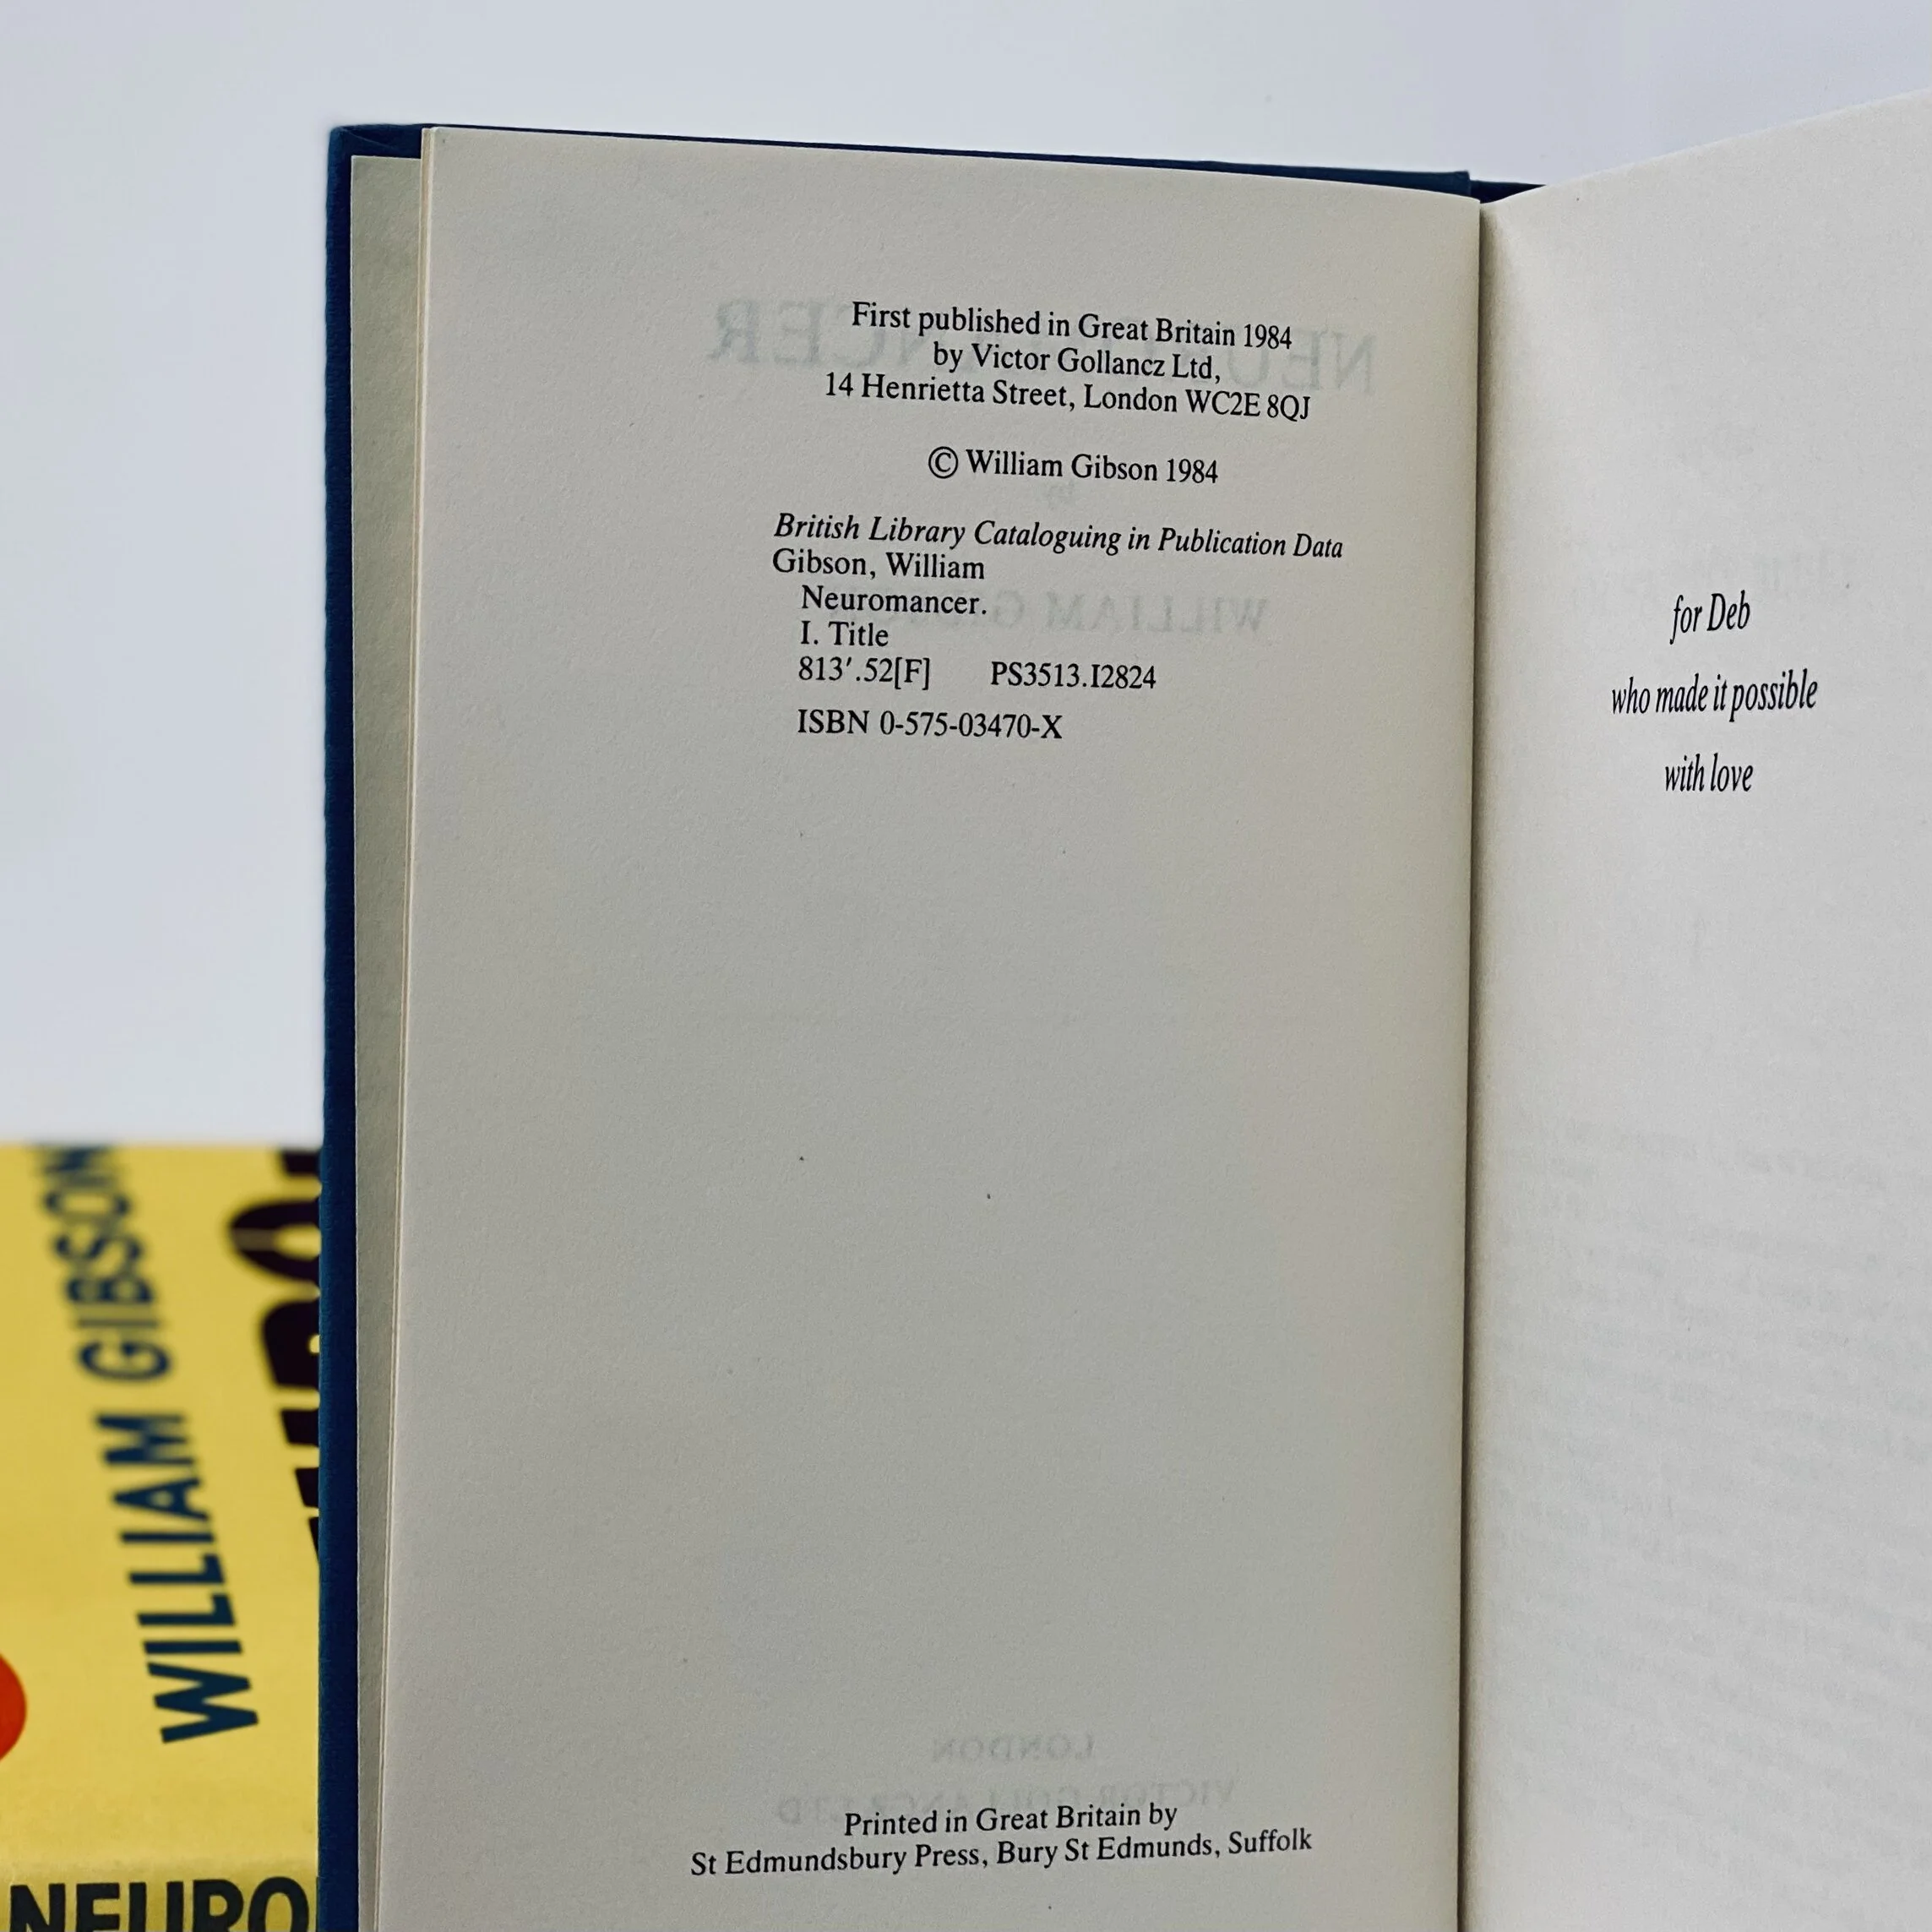 First published in Great Britain 1984
by Victor Gollancz Ltd,
14 Henrietta Street, London WC2E 8QJ
© William Gibson 1984
British Library Cataloguing in Publication Data
Gibson, William
Neuromancer.
I. Title
813′.52[F] PS3513.I2824
ISBN 0-575-03470-X
Printed in Great Britain by
St Edmundsbury Press, Bury St Edmunds, Suffolk
for Deb
who made it possible
with love
WILLIAM GIBSON
NEURO